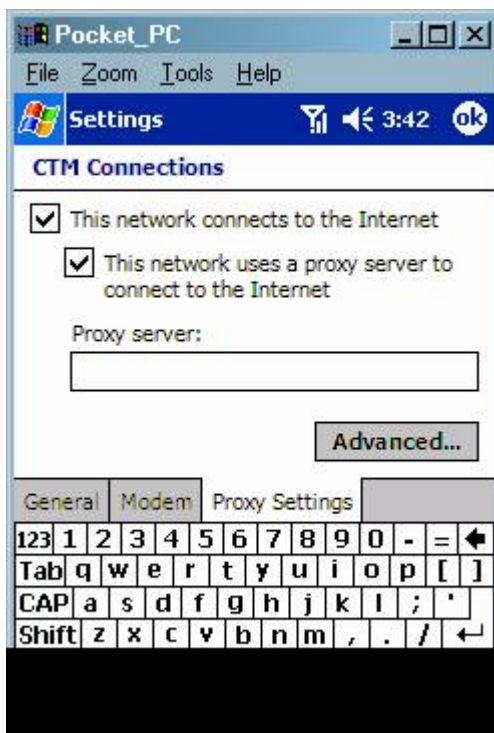 Pocket_PC
File Zoom Tools Help
Settings 3:42 ok
CTM Connections
This network connects to the Internet
This network uses a proxy server to
connect to the Internet
Proxy server:
Advanced...
General Modem Proxy Settings
123 1 2 3 4 5 6 7 8 9 0 - =
Tab q w e r t y u i o p [ ]
CAP a s d f g h j k l ; '
Shift z x c v b n m , . /